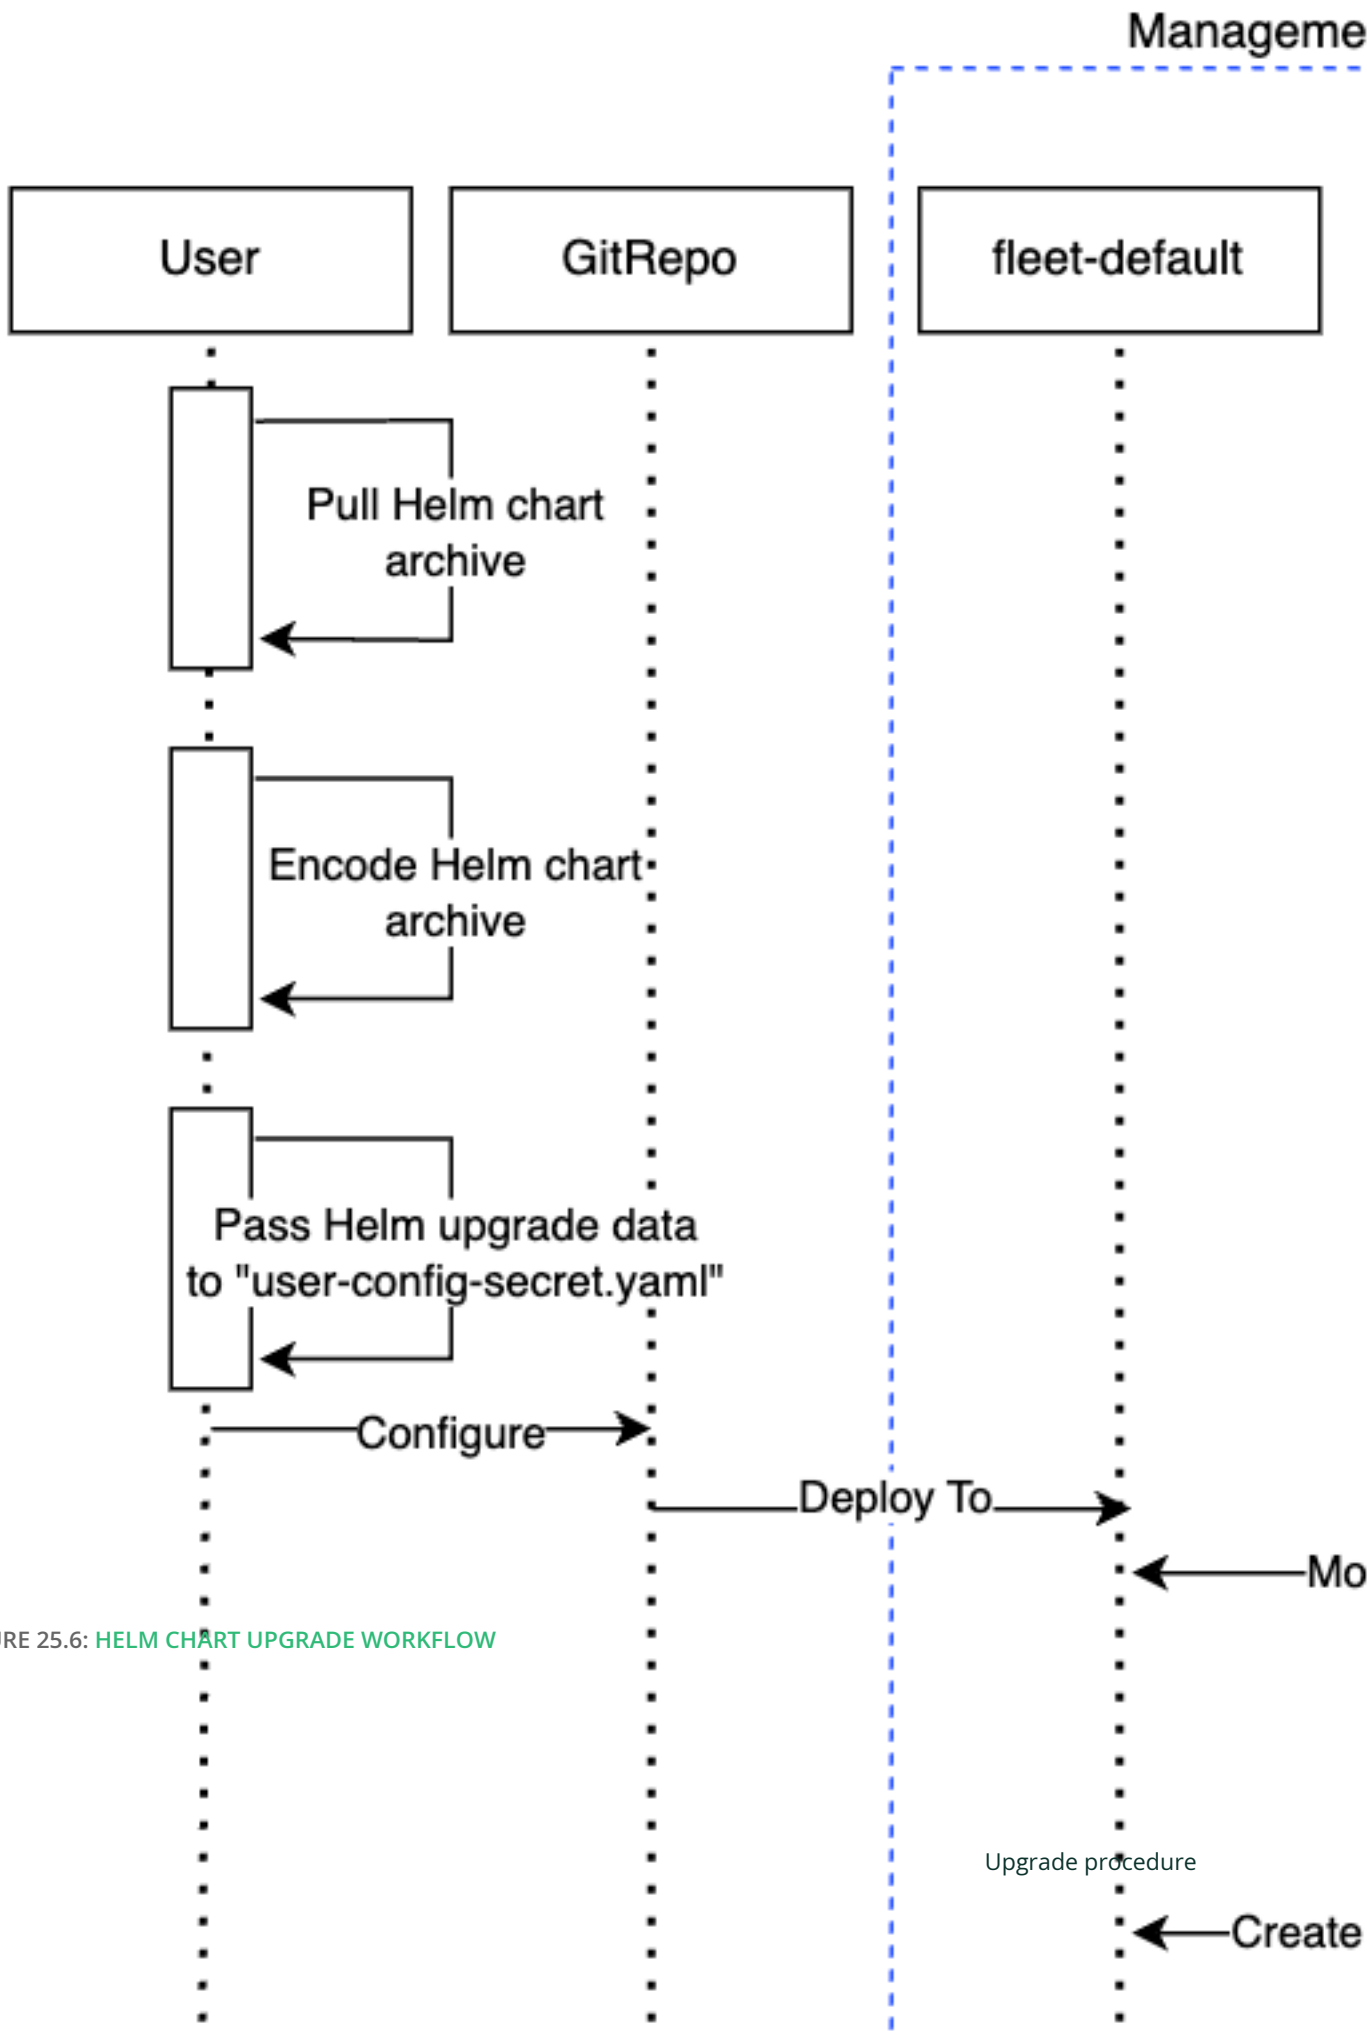 Manageme
User
GitRepo
fleet-default
Pull Helm chart
archive
Encode Helm chart
archive
Pass Helm upgrade data
to "user-config-secret.yaml"
Configure
Deploy To
Mo
URE 25.6: HELM CHART UPGRADE WORKFLOW
Upgrade procedure
Create